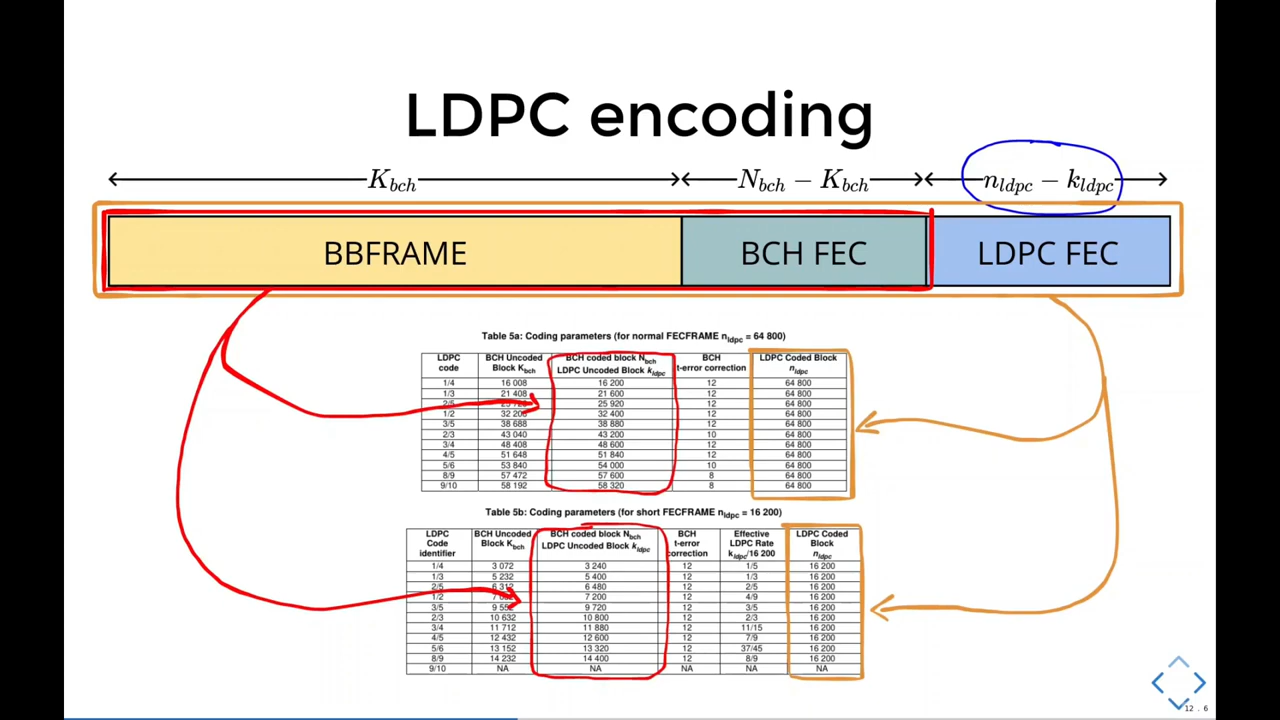 LDPC encoding
K_bch N_bch − K_bch n_ldpc − k_ldpc
BBFRAME BCH FEC LDPC FEC
Table 5a: Coding parameters (for normal FECFRAME n_ldpc = 64 800)
LDPC code BCH Uncoded Block K_bch BCH coded block N_bch LDPC Uncoded Block k_ldpc BCH t-error correction LDPC Coded Block n_ldpc
1/4 16 008 16 200 12 64 800
1/3 21 408 21 600 12 64 800
2/5 25 920 12 64 800
1/2 32 208 32 400 12 64 800
3/5 38 688 38 880 12 64 800
2/3 43 040 43 200 10 64 800
3/4 48 408 48 600 12 64 800
4/5 51 648 51 840 12 64 800
5/6 53 840 54 000 10 64 800
8/9 57 472 57 600 8 64 800
9/10 58 192 58 320 8 64 800
Table 5b: Coding parameters (for short FECFRAME n_ldpc = 16 200)
LDPC Code identifier BCH Uncoded Block K_bch BCH coded block N_bch LDPC Uncoded Block k_ldpc BCH t-error correction Effective LDPC Rate k_ldpc/16 200 LDPC Coded Block n_ldpc
1/4 3 072 3 240 12 1/5 16 200
1/3 5 232 5 400 12 1/3 16 200
2/5 6 312 6 480 12 2/5 16 200
1/2 7 200 12 4/9 16 200
3/5 9 552 9 720 12 3/5 16 200
2/3 10 632 10 800 12 2/3 16 200
3/4 11 712 11 880 12 11/15 16 200
4/5 12 432 12 600 12 7/9 16 200
5/6 13 152 13 320 12 37/45 16 200
8/9 14 232 14 400 12 8/9 16 200
9/10 NA NA NA NA NA
12 . 6